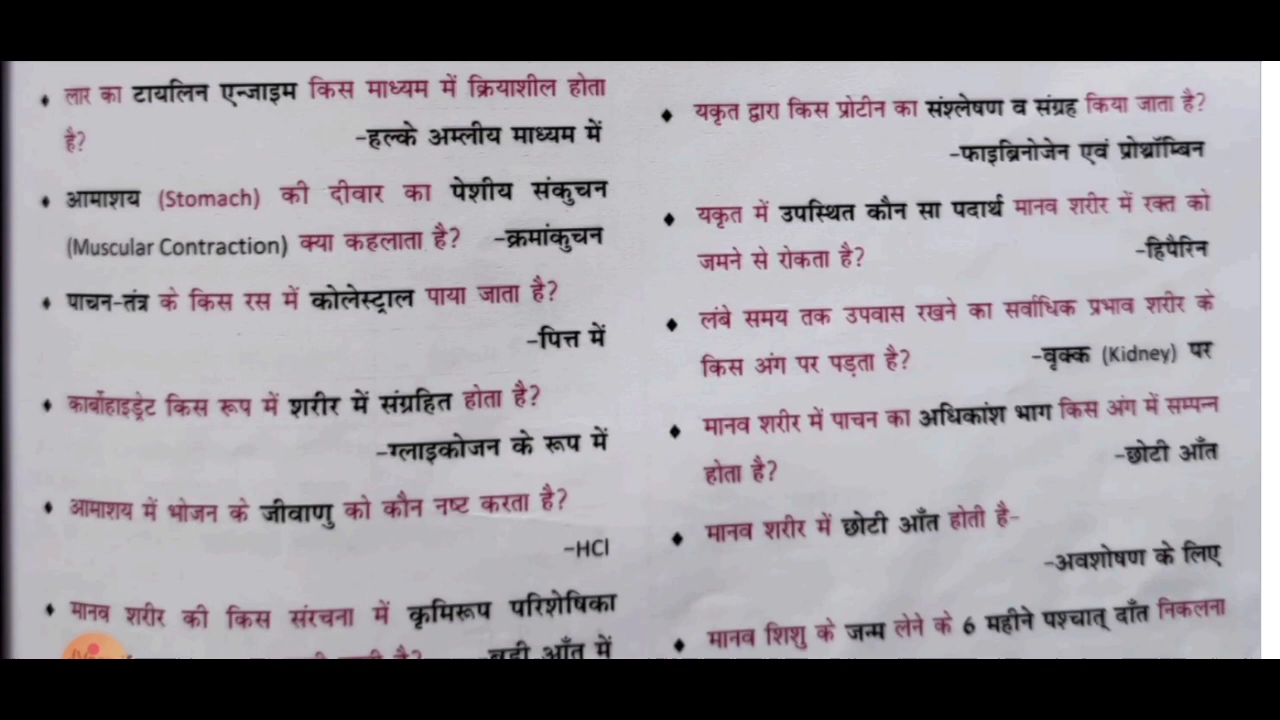 लार का टायलिन एन्जाइम किस माध्यम में क्रियाशील होता
है? -हल्के अम्लीय माध्यम में
आमाशय (Stomach) की दीवार का पेशीय संकुचन
(Muscular Contraction) क्या कहलाता है? -क्रमांकुचन
पाचन-तंत्र के किस रस में कोलेस्ट्राल पाया जाता है?
-पित्त में
कार्बोहाइड्रेट किस रूप में शरीर में संग्रहित होता है?
-ग्लाइकोजन के रूप में
आमाशय में भोजन के जीवाणु को कौन नष्ट करता है?
-HCl
मानव शरीर की किस संरचना में कृमिरूप परिशेषिका
है? -बड़ी आँत में
यकृत द्वारा किस प्रोटीन का संश्लेषण व संग्रह किया जाता है?
-फाइब्रिनोजेन एवं प्रोथ्रॉम्बिन
यकृत में उपस्थित कौन सा पदार्थ मानव शरीर में रक्त को
जमने से रोकता है? -हिपैरिन
लंबे समय तक उपवास रखने का सर्वाधिक प्रभाव शरीर के
किस अंग पर पड़ता है? -वृक्क (Kidney) पर
मानव शरीर में पाचन का अधिकांश भाग किस अंग में सम्पन्न
होता है? -छोटी आँत
मानव शरीर में छोटी आँत होती है-
-अवशोषण के लिए
मानव शिशु के जन्म लेने के 6 महीने पश्चात् दाँत निकलना